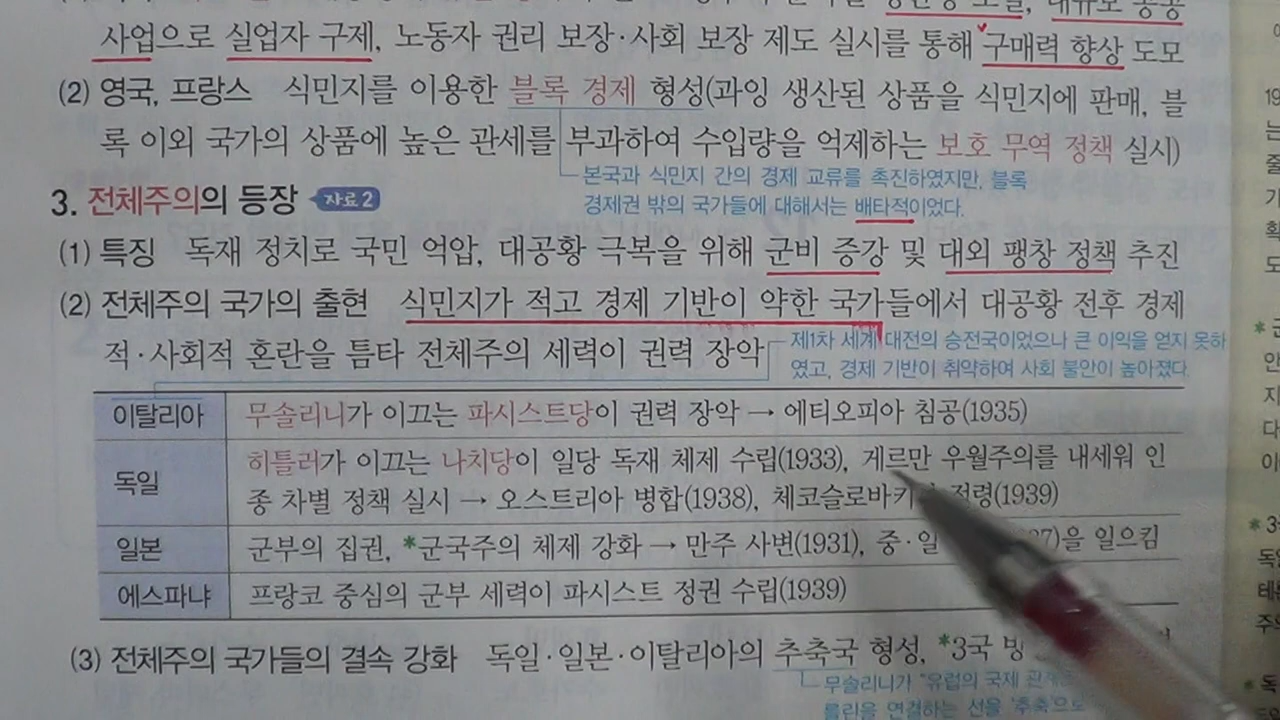 사업으로 실업자 구제, 노동자 권리 보장·사회 보장 제도 실시를 통해 구매력 향상 도모
(2) 영국, 프랑스 식민지를 이용한 블록 경제 형성(과잉 생산된 상품을 식민지에 판매, 블
록 이외 국가의 상품에 높은 관세를 부과하여 수입량을 억제하는 보호 무역 정책 실시)
본국과 식민지 간의 경제 교류를 촉진하였지만, 블록
경제권 밖의 국가들에 대해서는 배타적이었다.
3. 전체주의의 등장 자료 2
(1) 특징 독재 정치로 국민 억압, 대공황 극복을 위해 군비 증강 및 대외 팽창 정책 추진
(2) 전체주의 국가의 출현 식민지가 적고 경제 기반이 약한 국가들에서 대공황 전후 경제
적·사회적 혼란을 틈타 전체주의 세력이 권력 장악
제1차 세계 대전의 승전국이었으나 큰 이익을 얻지 못하
였고, 경제 기반이 취약하여 사회 불안이 높아졌다.
이탈리아 무솔리니가 이끄는 파시스트당이 권력 장악 → 에티오피아 침공(1935)
독일 히틀러가 이끄는 나치당이 일당 독재 체제 수립(1933), 게르만 우월주의를 내세워 인
종 차별 정책 실시 → 오스트리아 병합(1938), 체코슬로바키 점령(1939)
일본 군부의 집권, *군국주의 체제 강화 → 만주 사변(1931), 중·일 을 일으킴
에스파냐 프랑코 중심의 군부 세력이 파시스트 정권 수립(1939)
(3) 전체주의 국가들의 결속 강화 독일·일본·이탈리아의 추축국 형성, *3국 방
무솔리니가 "유럽의 국제 관계
를린을 연결하는 선을 '추축'으로